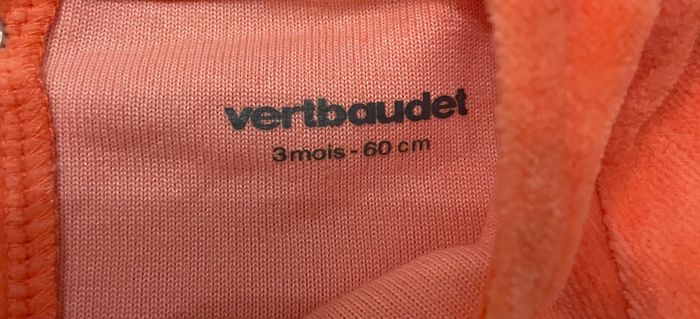 vertbaudet
3mois - 60 cm